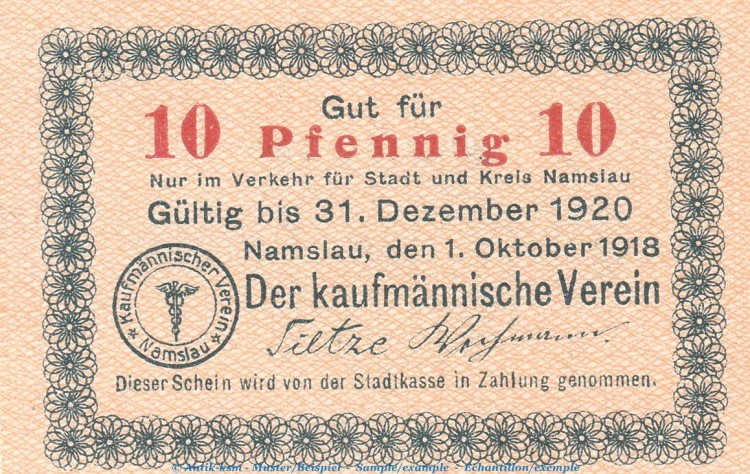 Gut für
10 Pfennig 10
Nur im Verkehr für Stadt und Kreis Namslau
Gültig bis 31. Dezember 1920
Namslau, den 1. Oktober 1918
Kaufmännischer Verein
* Namslau *
Der kaufmännische Verein
Tietze
Dieser Schein wird von der Stadtkasse in Zahlung genommen.
© Antik-ksm - Muster/Beispiel - Sample/example - Echantillon/exemple